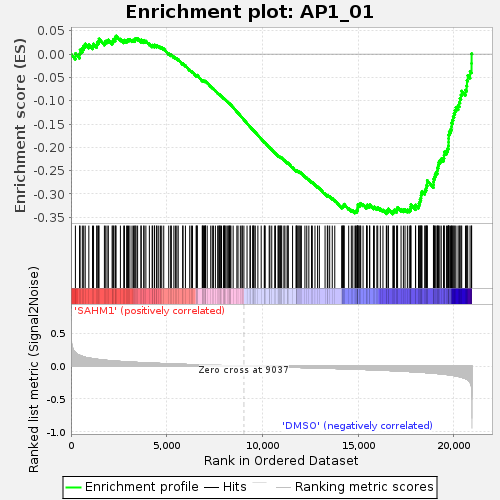 Enrichment plot: AP1_01
Enrichment score (ES)
0.05
0.00
-0.05
-0.10
-0.15
-0.20
-0.25
-0.30
-0.35
Ranked list metric (Signal2Noise)
'SAHM1' (positively correlated)
0.5
Zero cross at 9037
0.0
-0.5
'DMSO' (negatively correlated)
-1.0
0 5,000 10,000 15,000 20,000
Rank in Ordered Dataset
Enrichment profile Hits Ranking metric scores